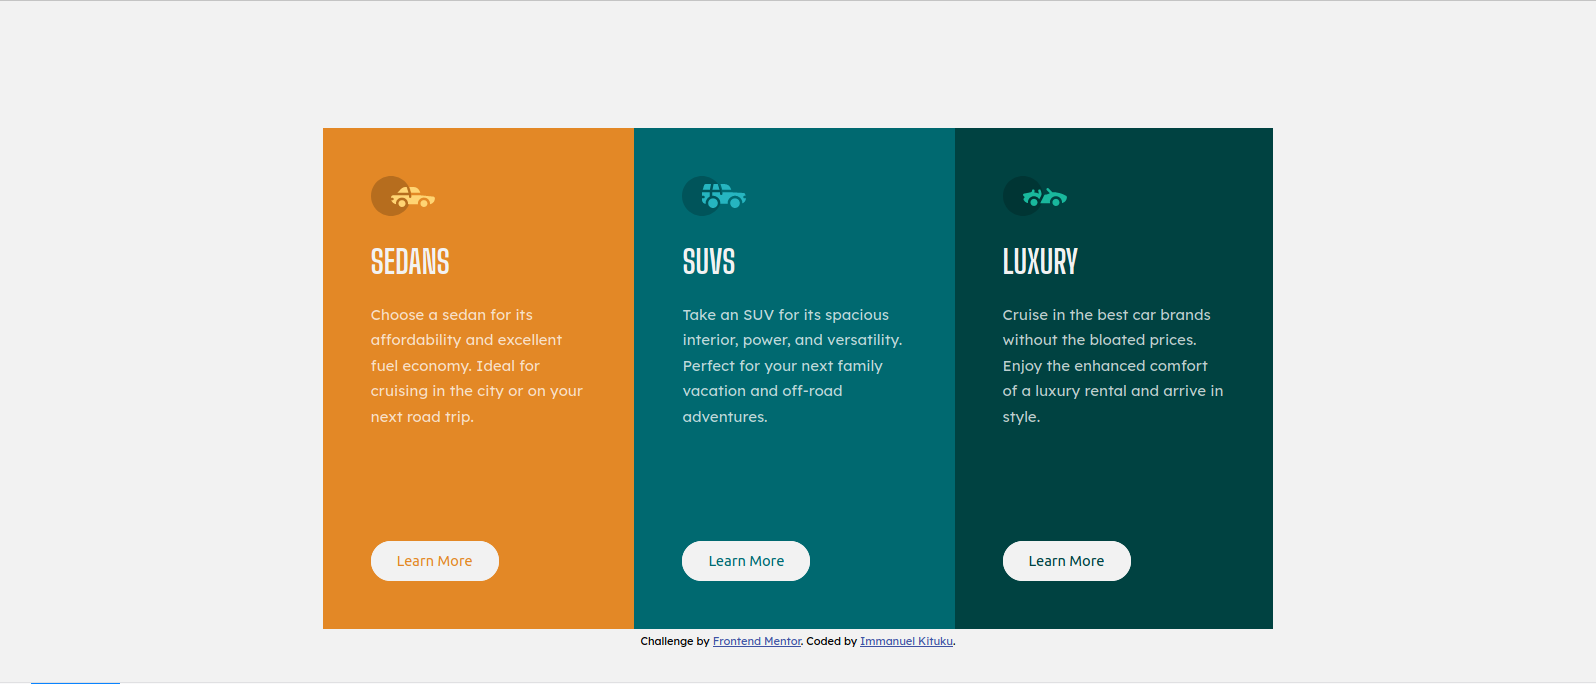 SEDANS
Choose a sedan for its
affordability and excellent
fuel economy. Ideal for
cruising in the city or on your
next road trip.
Learn More
SUVS
Take an SUV for its spacious
interior, power, and versatility.
Perfect for your next family
vacation and off-road
adventures.
Learn More
LUXURY
Cruise in the best car brands
without the bloated prices.
Enjoy the enhanced comfort
of a luxury rental and arrive in
style.
Learn More
Challenge by Frontend Mentor. Coded by Immanuel Kituku.